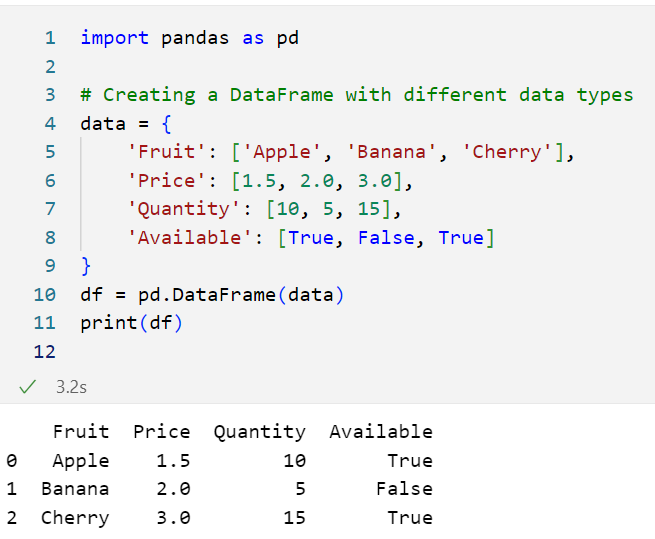 1 import pandas as pd
2
3 # Creating a DataFrame with different data types
4 data = {
5     'Fruit': ['Apple', 'Banana', 'Cherry'],
6     'Price': [1.5, 2.0, 3.0],
7     'Quantity': [10, 5, 15],
8     'Available': [True, False, True]
9 }
10 df = pd.DataFrame(data)
11 print(df)
12
3.2s
    Fruit  Price  Quantity  Available
0   Apple    1.5        10       True
1  Banana    2.0         5      False
2  Cherry    3.0        15       True